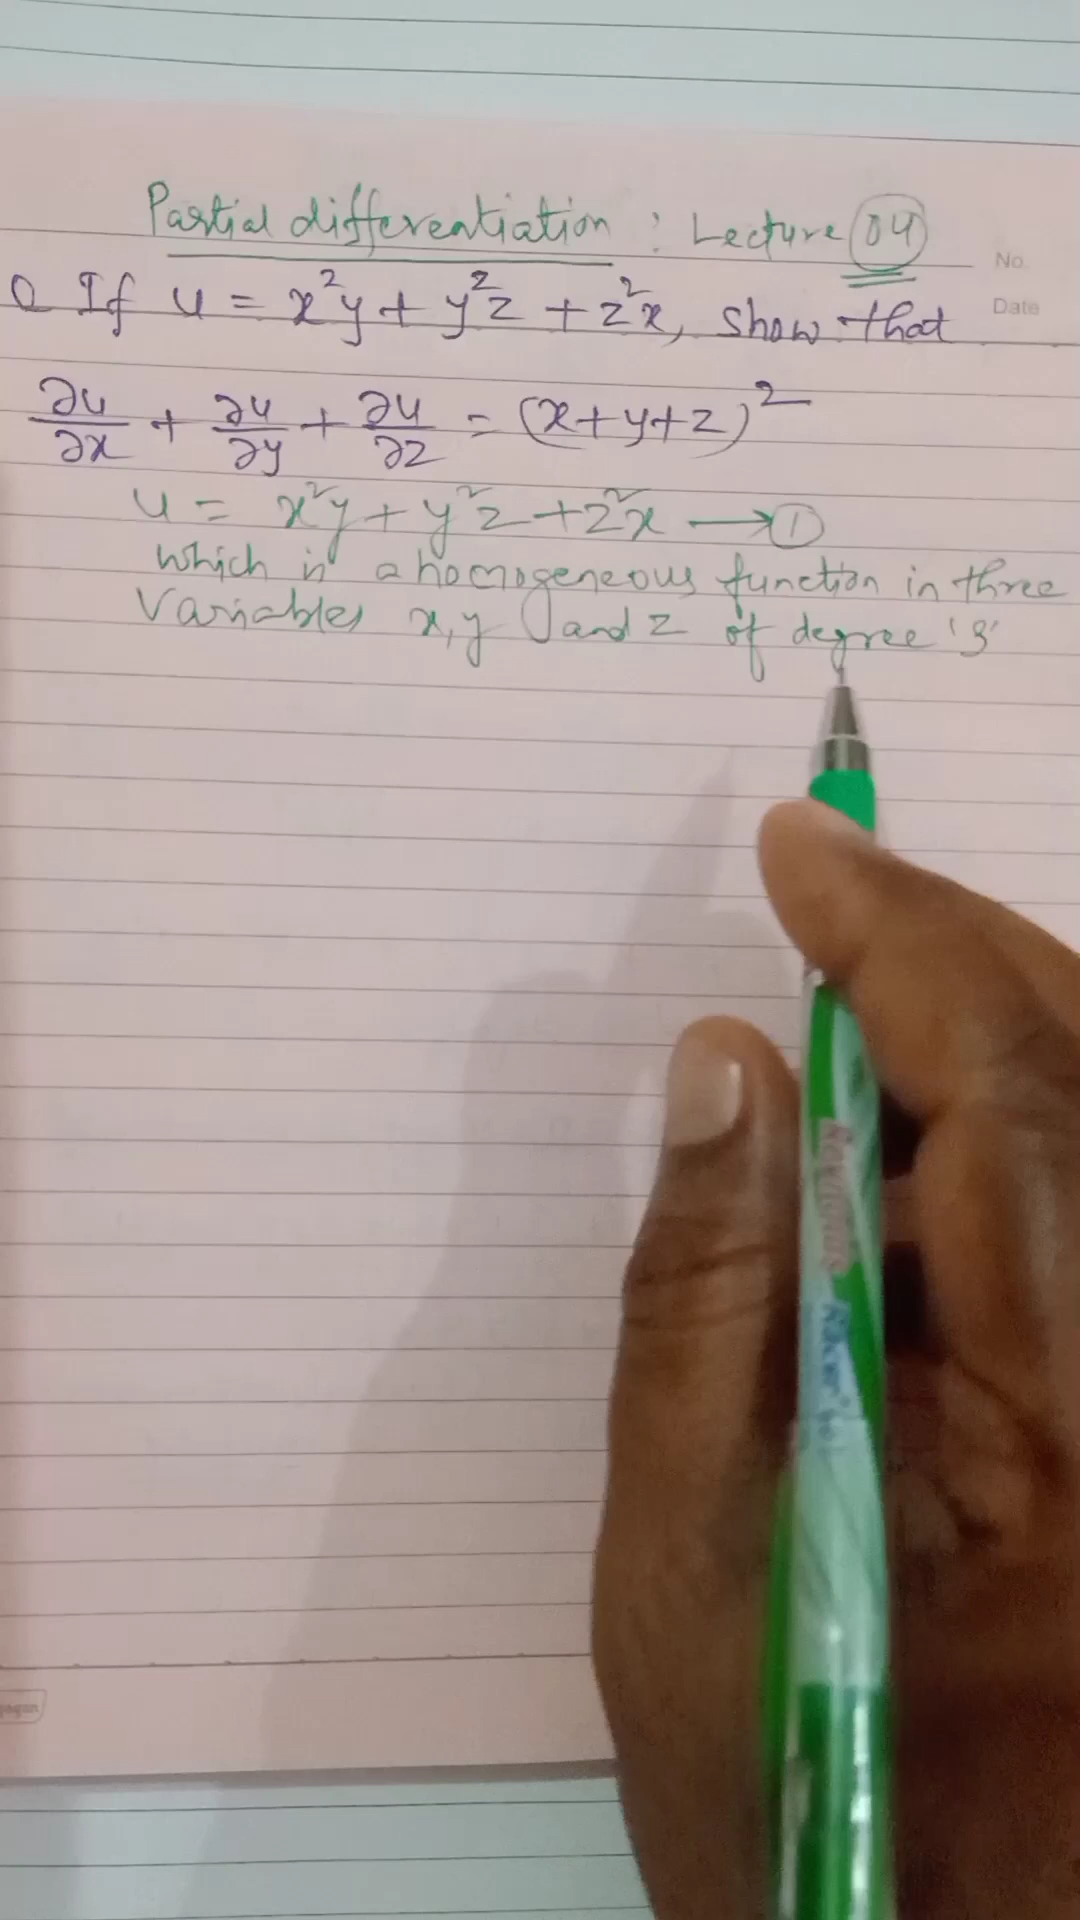 Partial differentiation : Lecture 04
No.
Q If u = x²y + y²z + z²x, show that
Date
∂u/∂x + ∂u/∂y + ∂u/∂z = (x+y+z)²
u = x²y + y²z + z²x → ①
which is a homogeneous function in three
Variables x, y and z of degree '3'
Reynolds